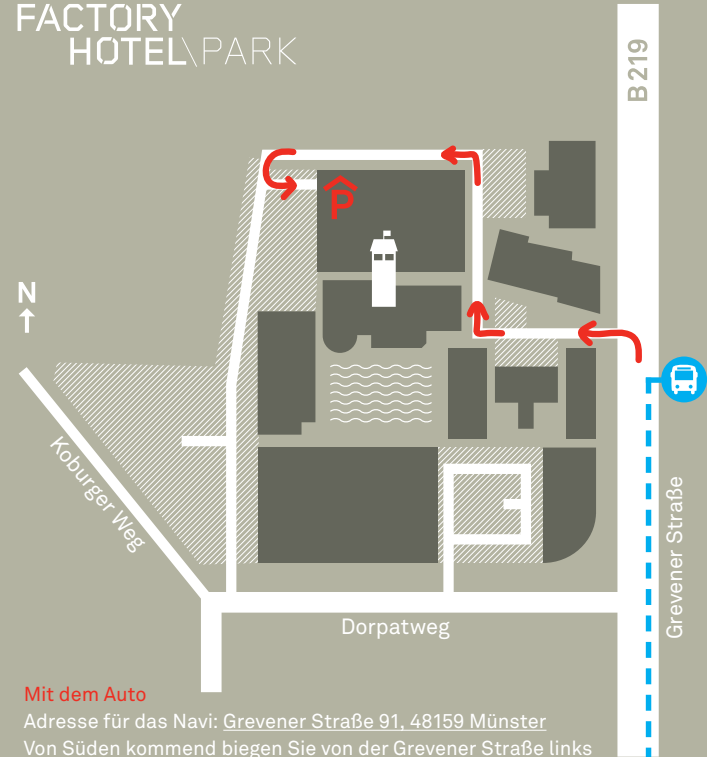 FACTORY
HOTEL\PARK
B 219
P
N
Koburger Weg
Grevener Straße
Dorpatweg
Mit dem Auto
Adresse für das Navi: Grevener Straße 91, 48159 Münster
Von Süden kommend biegen Sie von der Grevener Straße links